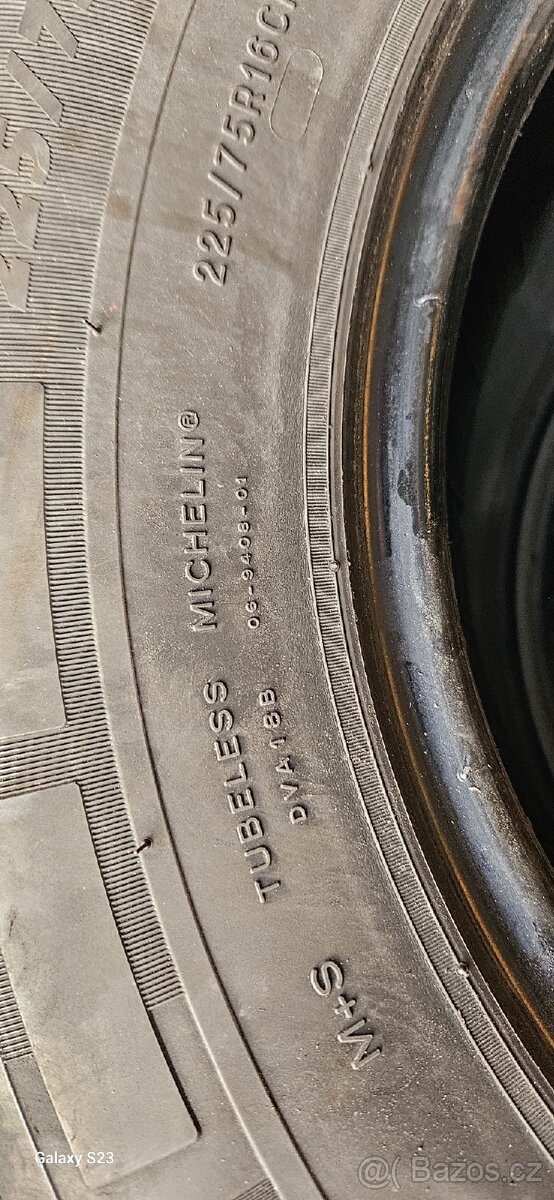 225/75R16C
MICHELIN®
06-9408-01
TUBELESS
DVA18B
M+S
Galaxy S23
@( Bazos.cz